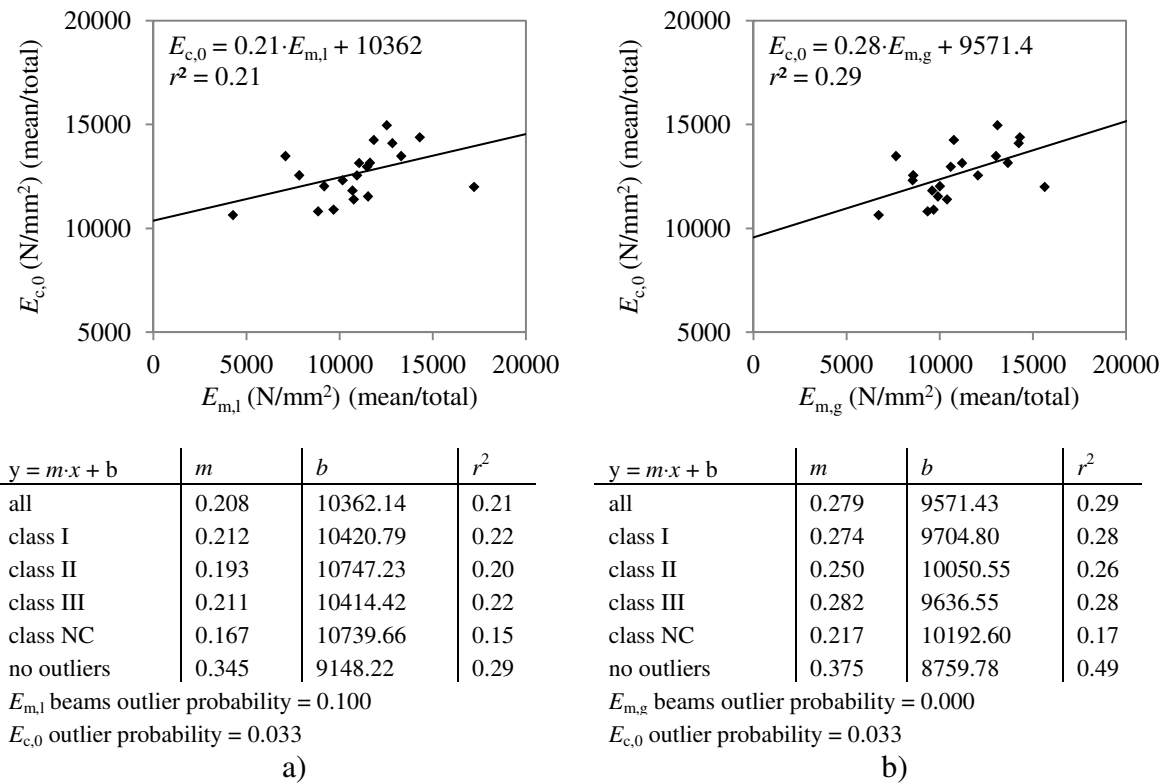 20000
15000
10000
5000
E_c,0 (N/mm²) (mean/total)
E_c,0 = 0.21·E_m,l + 10362
r² = 0.21
0 5000 10000 15000 20000
E_m,l (N/mm²) (mean/total)
20000
15000
10000
5000
E_c,0 (N/mm²) (mean/total)
E_c,0 = 0.28·E_m,g + 9571.4
r² = 0.29
0 5000 10000 15000 20000
E_m,g (N/mm²) (mean/total)
y = m·x + b m b r²
all 0.208 10362.14 0.21
class I 0.212 10420.79 0.22
class II 0.193 10747.23 0.20
class III 0.211 10414.42 0.22
class NC 0.167 10739.66 0.15
no outliers 0.345 9148.22 0.29
E_m,l beams outlier probability = 0.100
E_c,0 outlier probability = 0.033
a)
y = m·x + b m b r²
all 0.279 9571.43 0.29
class I 0.274 9704.80 0.28
class II 0.250 10050.55 0.26
class III 0.282 9636.55 0.28
class NC 0.217 10192.60 0.17
no outliers 0.375 8759.78 0.49
E_m,g beams outlier probability = 0.000
E_c,0 outlier probability = 0.033
b)